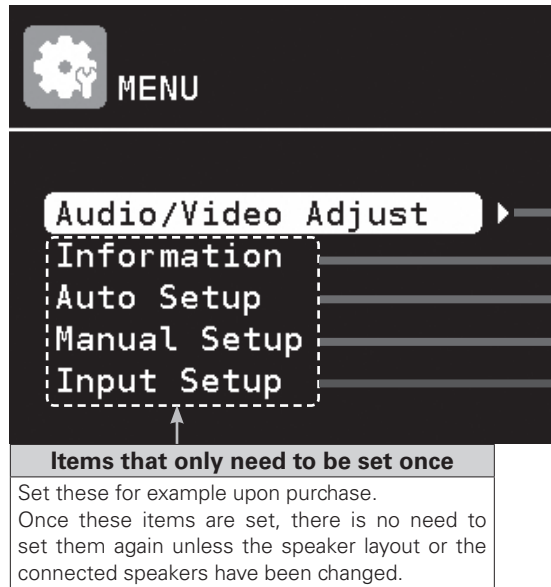 MENU
Audio/Video Adjust
Information
Auto Setup
Manual Setup
Input Setup
Items that only need to be set once
Set these for example upon purchase.
Once these items are set, there is no need to
set them again unless the speaker layout or the
connected speakers have been changed.